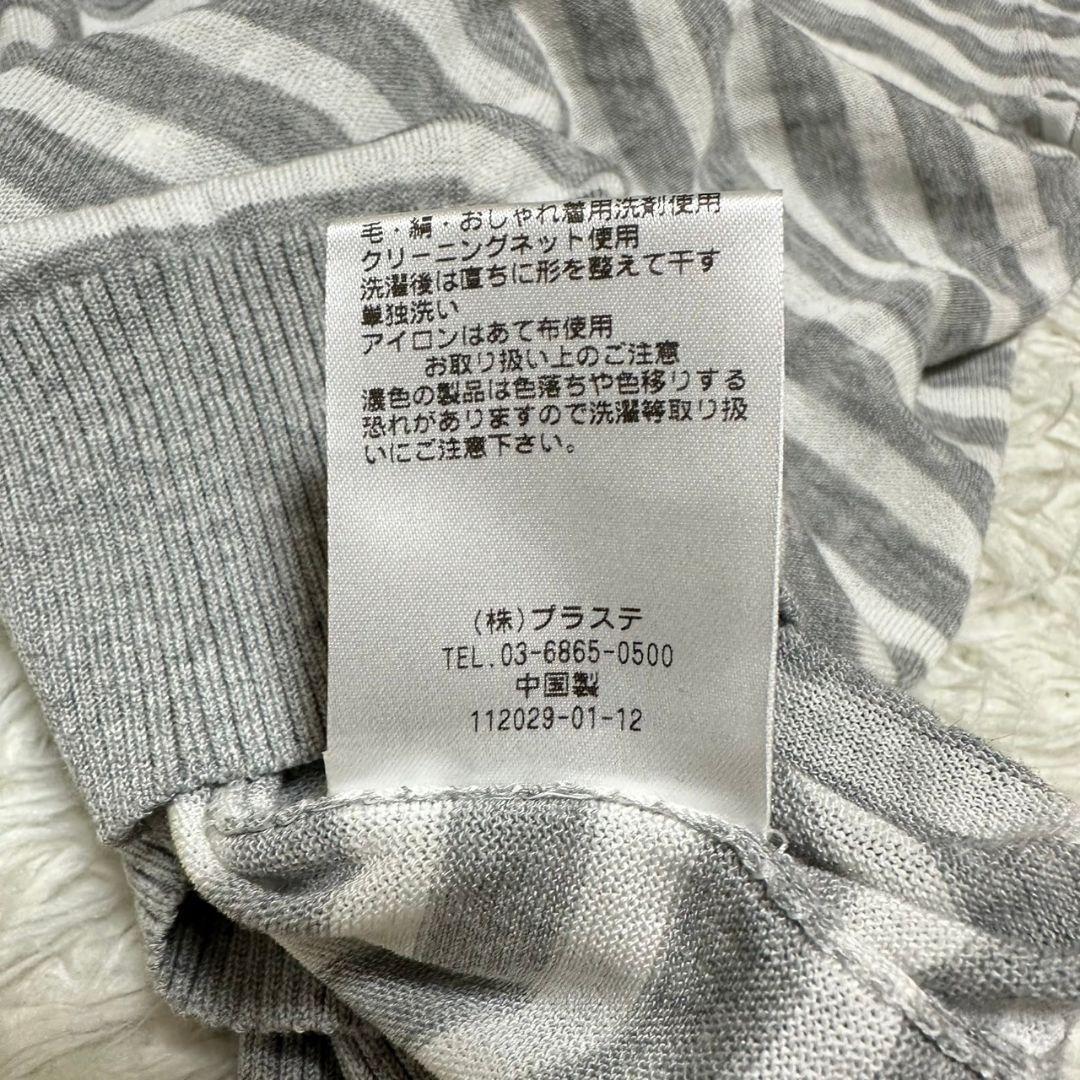 毛・絹・おしゃれ着用洗剤使用
クリーニングネット使用
洗濯後は直ちに形を整えて干す
単独洗い
アイロンはあて布使用
お取り扱い上のご注意
濃色の製品は色落ちや色移りする
恐れがありますので洗濯等取り扱
いにご注意下さい。
(株)プラステ
TEL.03-6865-0500
中国製
112029-01-12